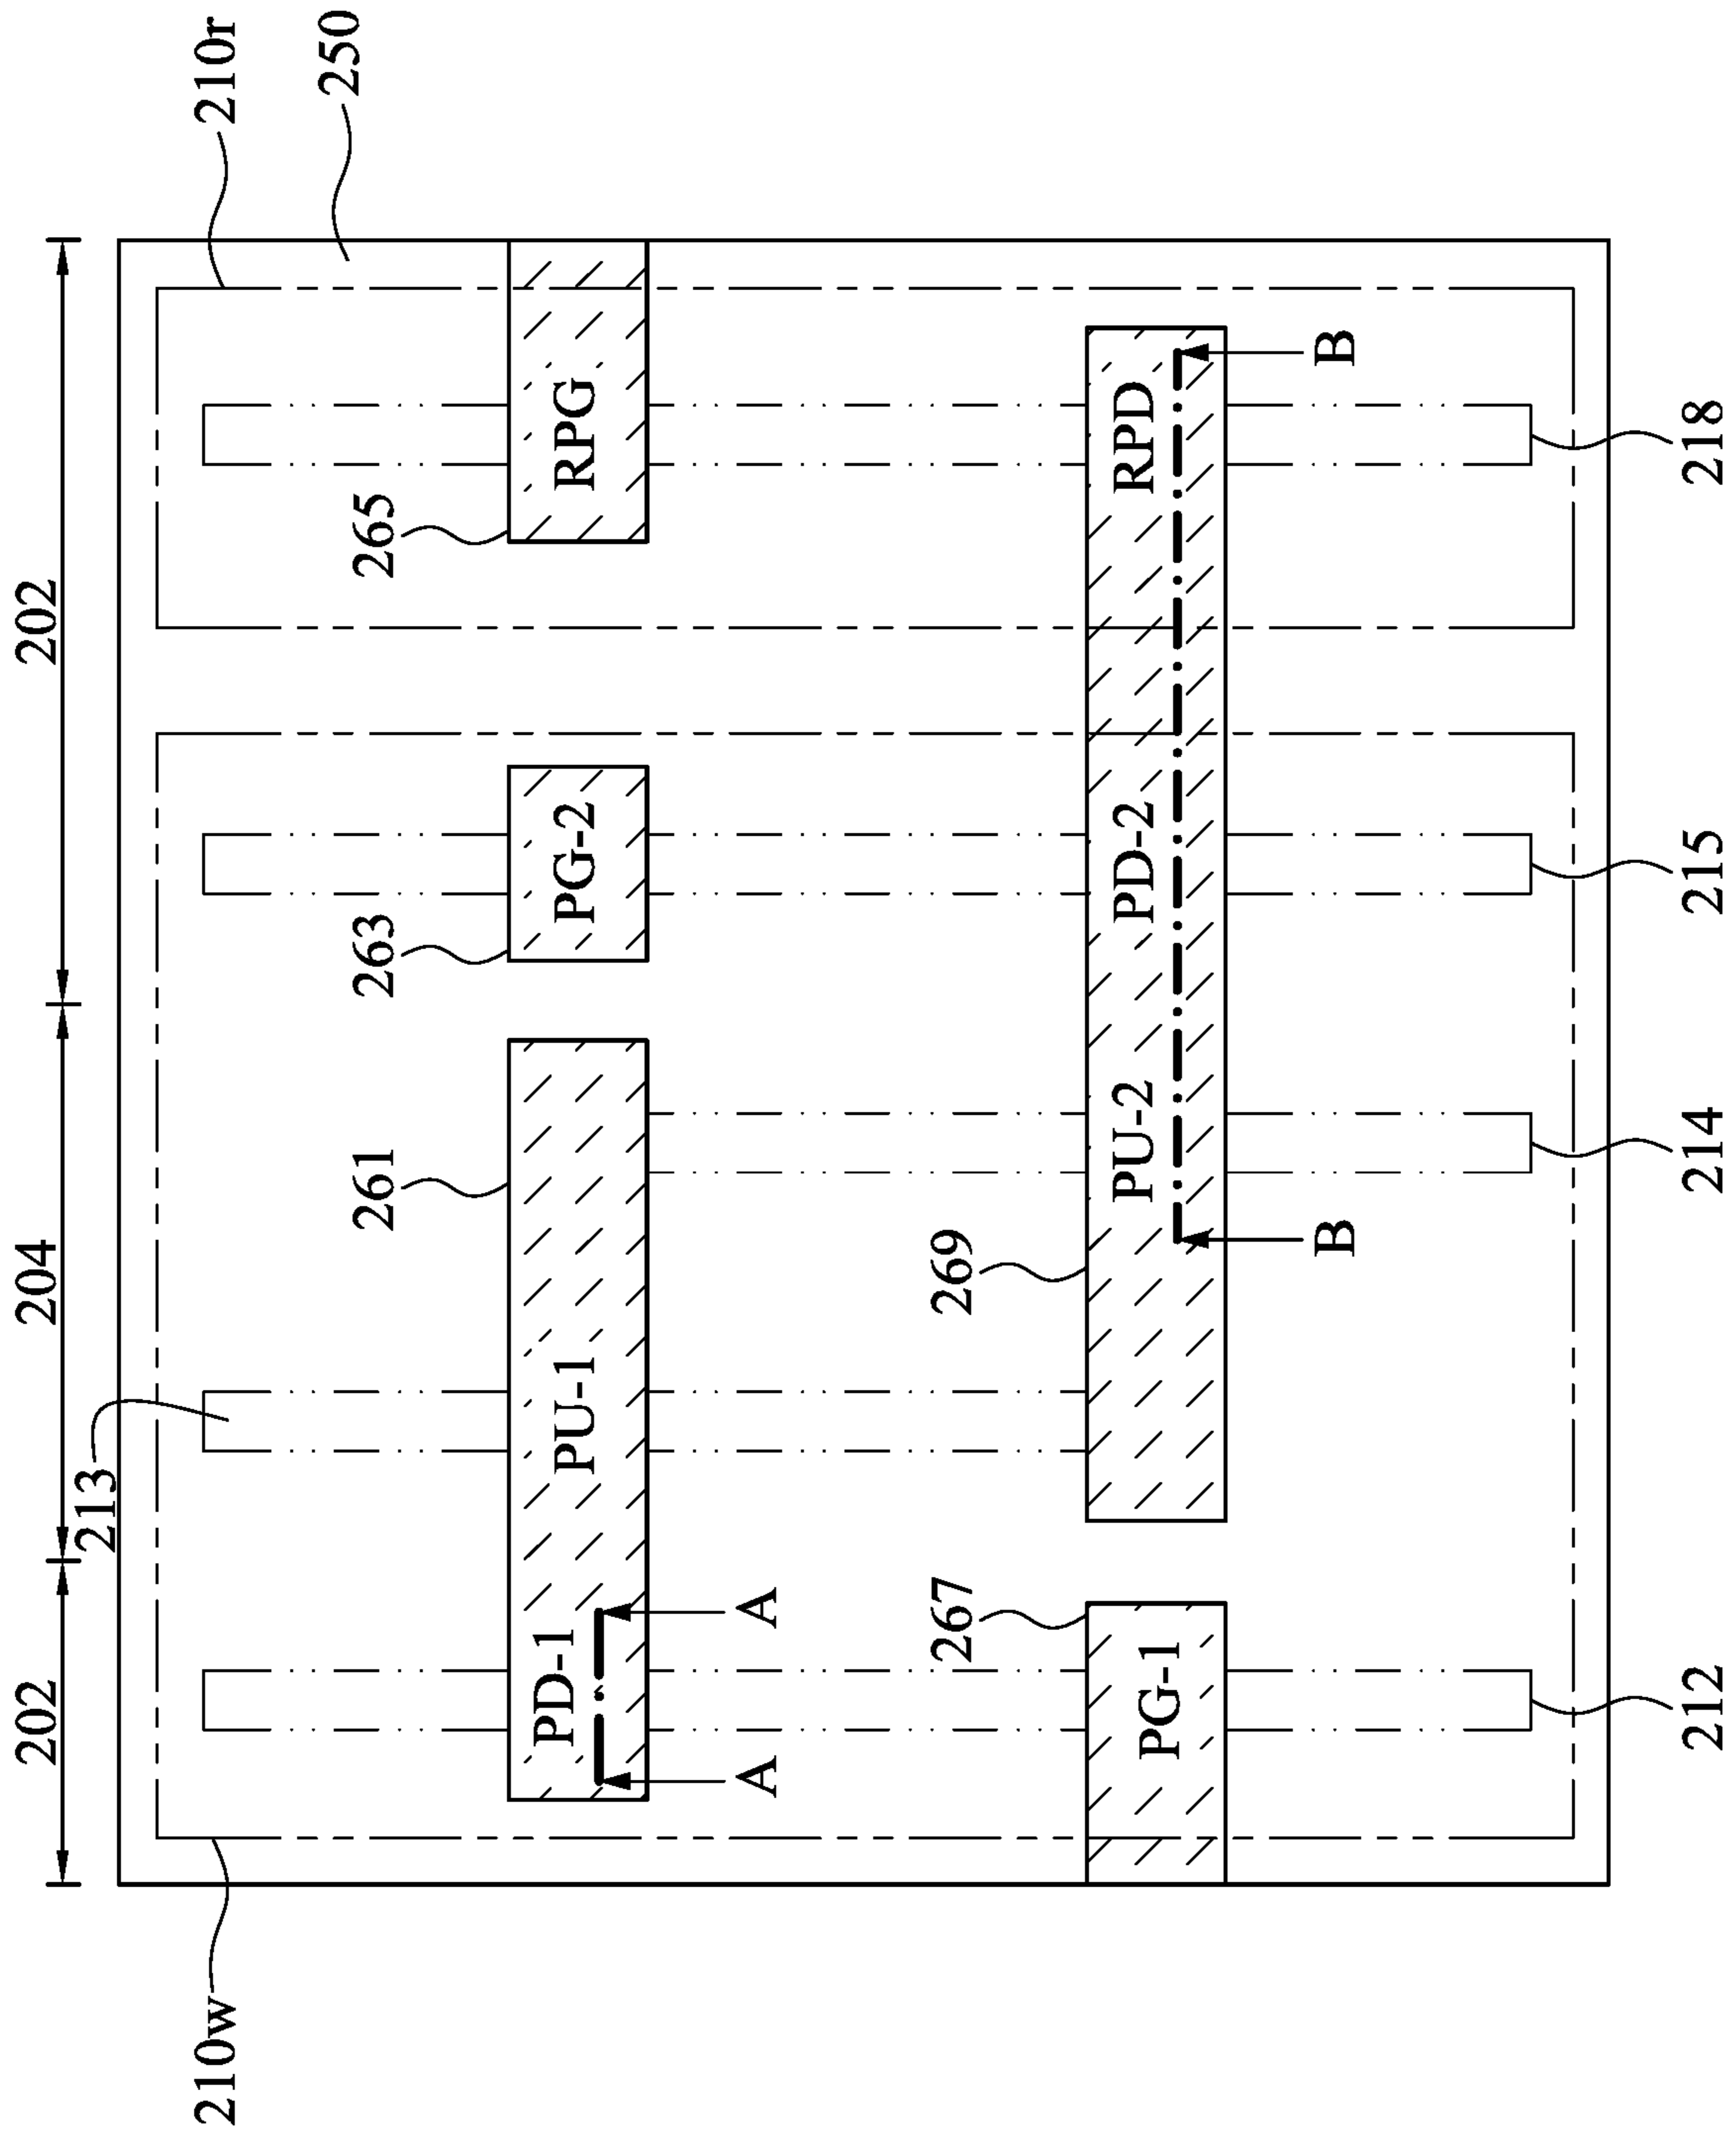 202 204 202
213
210w 210r
250
261 263 265
PD-1 PU-1 PG-2 RPG
A A
267 269
PG-1 PU-2 PD-2 RPD
B B
212 214 215 218